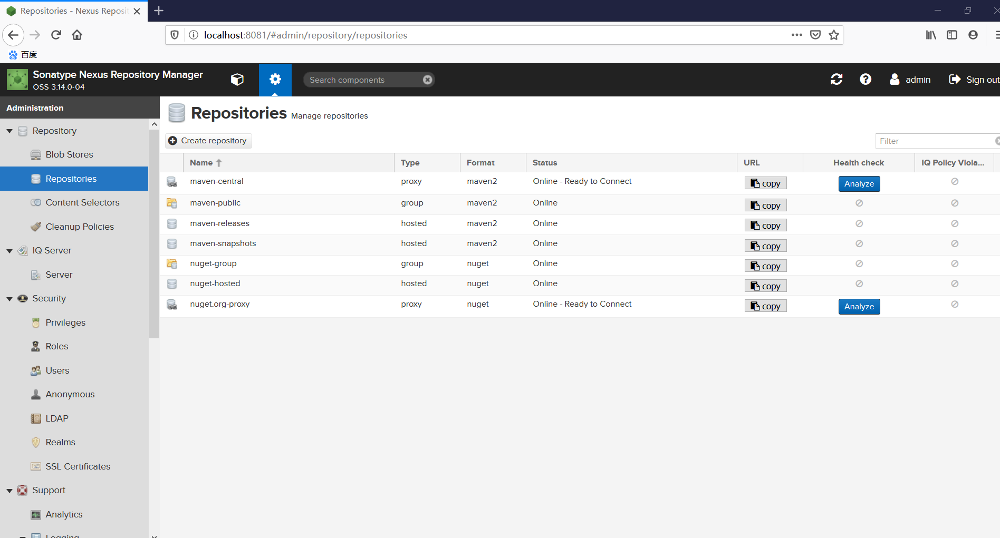 Repositories - Nexus Reposit
localhost:8081/#admin/repository/repositories
百度
Sonatype Nexus Repository Manager
OSS 3.14.0-04
Search components
admin
Sign out
Administration
Repository
Blob Stores
Repositories
Content Selectors
Cleanup Policies
IQ Server
Server
Security
Privileges
Roles
Users
Anonymous
LDAP
Realms
SSL Certificates
Support
Analytics
Logging
Repositories Manage repositories
Create repository
Filter
Name Type Format Status URL Health check IQ Policy Viola...
maven-central proxy maven2 Online - Ready to Connect copy Analyze
maven-public group maven2 Online copy
maven-releases hosted maven2 Online copy
maven-snapshots hosted maven2 Online copy
nuget-group group nuget Online copy
nuget-hosted hosted nuget Online copy
nuget.org-proxy proxy nuget Online - Ready to Connect copy Analyze